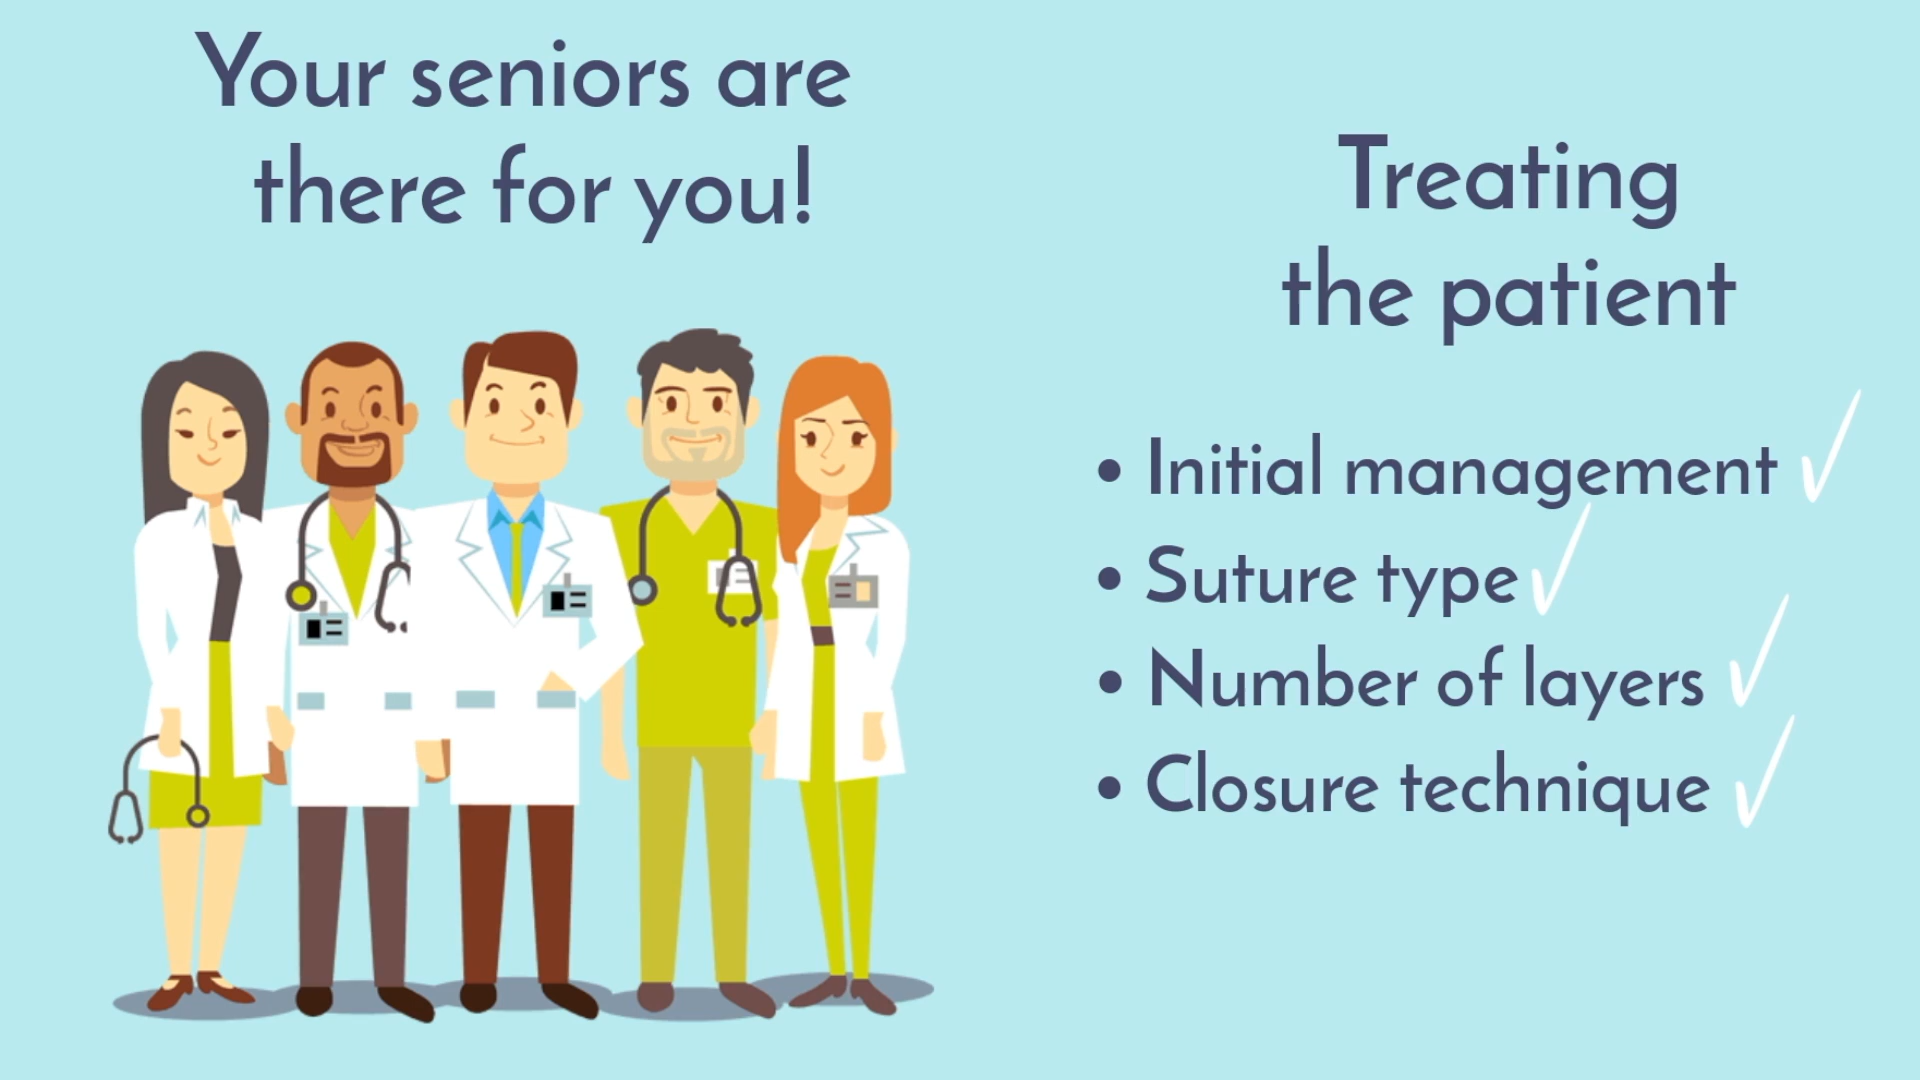 Your seniors are
there for you!
Treating
the patient
• Initial management
• Suture type
• Number of layers
• Closure technique